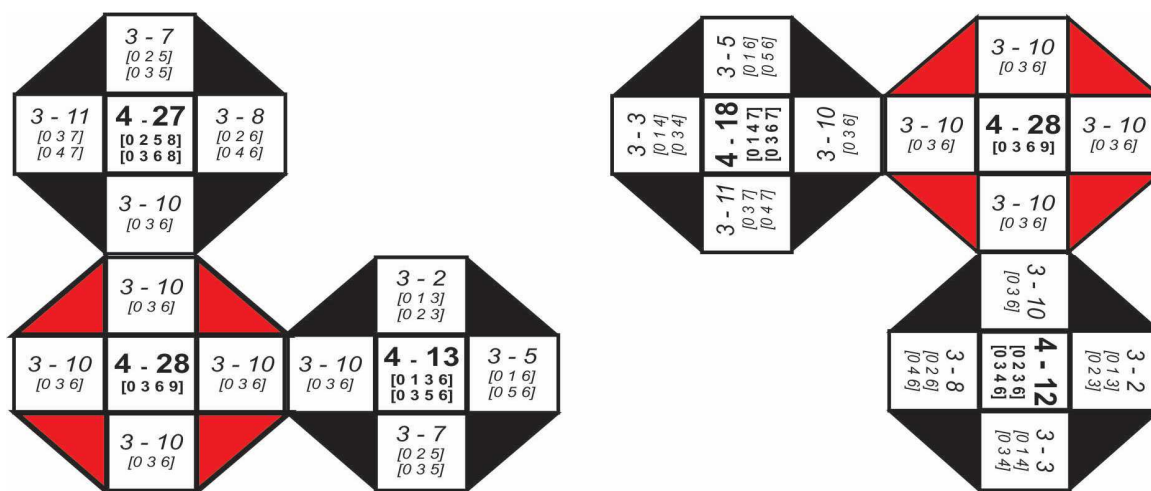 3 - 7
[0 2 5]
[0 3 5]
3 - 11
[0 3 7]
[0 4 7]
4 - 27
[0 2 5 8]
[0 3 6 8]
3 - 8
[0 2 6]
[0 4 6]
3 - 10
[0 3 6]
3 - 10
[0 3 6]
3 - 10
[0 3 6]
4 - 28
[0 3 6 9]
3 - 10
[0 3 6]
3 - 10
[0 3 6]
3 - 2
[0 1 3]
[0 2 3]
3 - 10
[0 3 6]
4 - 13
[0 1 3 6]
[0 3 5 6]
3 - 5
[0 1 6]
[0 5 6]
3 - 7
[0 2 5]
[0 3 5]
3 - 5
[0 1 6]
[0 5 6]
3 - 3
[0 1 4]
[0 3 4]
4 - 18
[0 1 4 7]
[0 3 6 7]
3 - 10
[0 3 6]
3 - 11
[0 3 7]
[0 4 7]
3 - 10
[0 3 6]
3 - 10
[0 3 6]
4 - 28
[0 3 6 9]
3 - 10
[0 3 6]
3 - 10
[0 3 6]
3 - 10
[0 3 6]
3 - 8
[0 2 6]
[0 4 6]
4 - 12
[0 2 3 6]
[0 3 4 6]
3 - 2
[0 1 3]
[0 2 3]
3 - 3
[0 1 4]
[0 3 4]